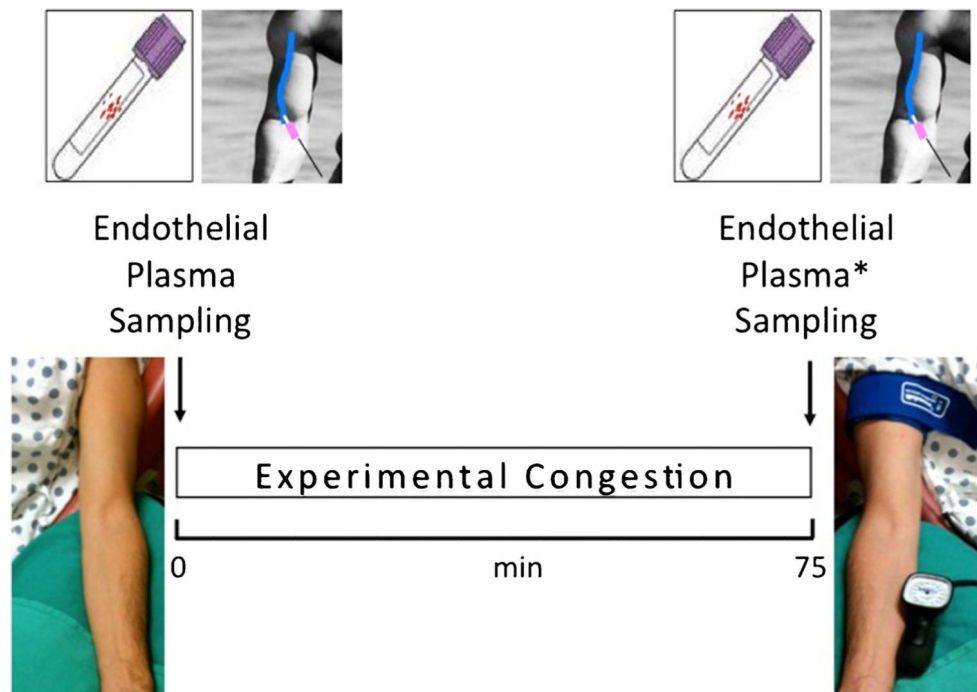 Endothelial
Plasma
Sampling
Endothelial
Plasma*
Sampling
Experimental Congestion
0
min
75